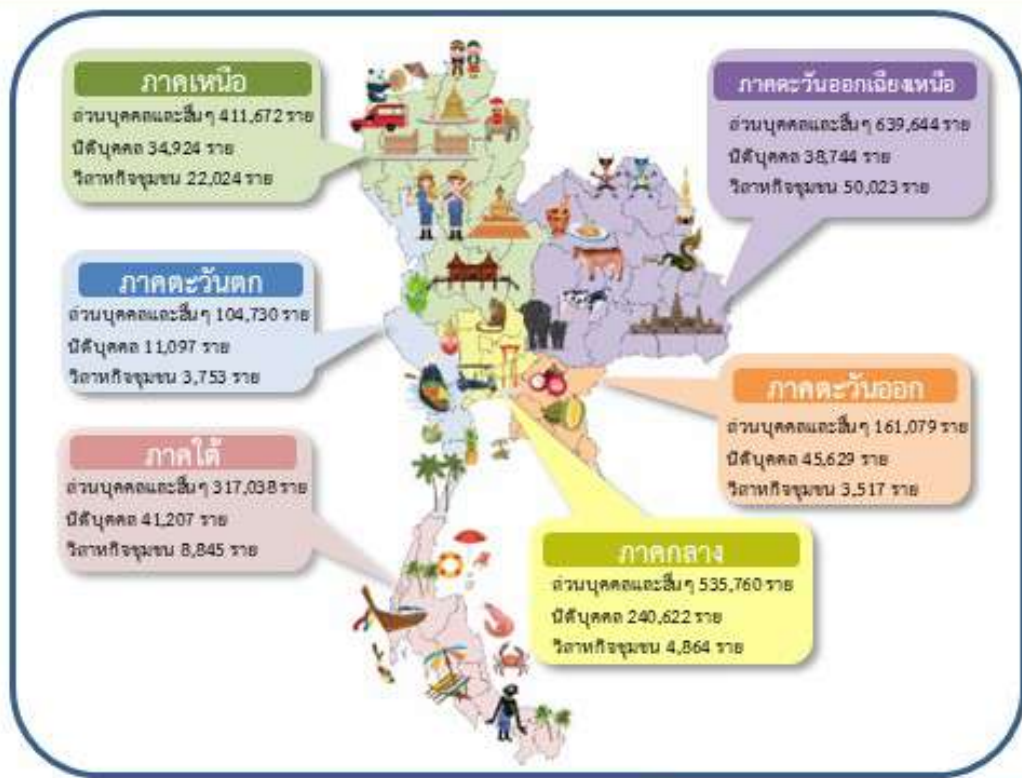 ภาคเหนือ
ส่วนบุคคลและอื่นๆ 411,672 ราย
นิติบุคคล 34,924 ราย
วิสาหกิจชุมชน 22,024 ราย
ภาคตะวันออกเฉียงเหนือ
ส่วนบุคคลและอื่นๆ 639,644 ราย
นิติบุคคล 38,744 ราย
วิสาหกิจชุมชน 50,023 ราย
ภาคตะวันตก
ส่วนบุคคลและอื่นๆ 104,730 ราย
นิติบุคคล 11,097 ราย
วิสาหกิจชุมชน 3,753 ราย
ภาคตะวันออก
ส่วนบุคคลและอื่นๆ 161,079 ราย
นิติบุคคล 45,629 ราย
วิสาหกิจชุมชน 3,517 ราย
ภาคใต้
ส่วนบุคคลและอื่นๆ 317,038 ราย
นิติบุคคล 41,207 ราย
วิสาหกิจชุมชน 8,845 ราย
ภาคกลาง
ส่วนบุคคลและอื่นๆ 535,760 ราย
นิติบุคคล 240,622 ราย
วิสาหกิจชุมชน 4,864 ราย